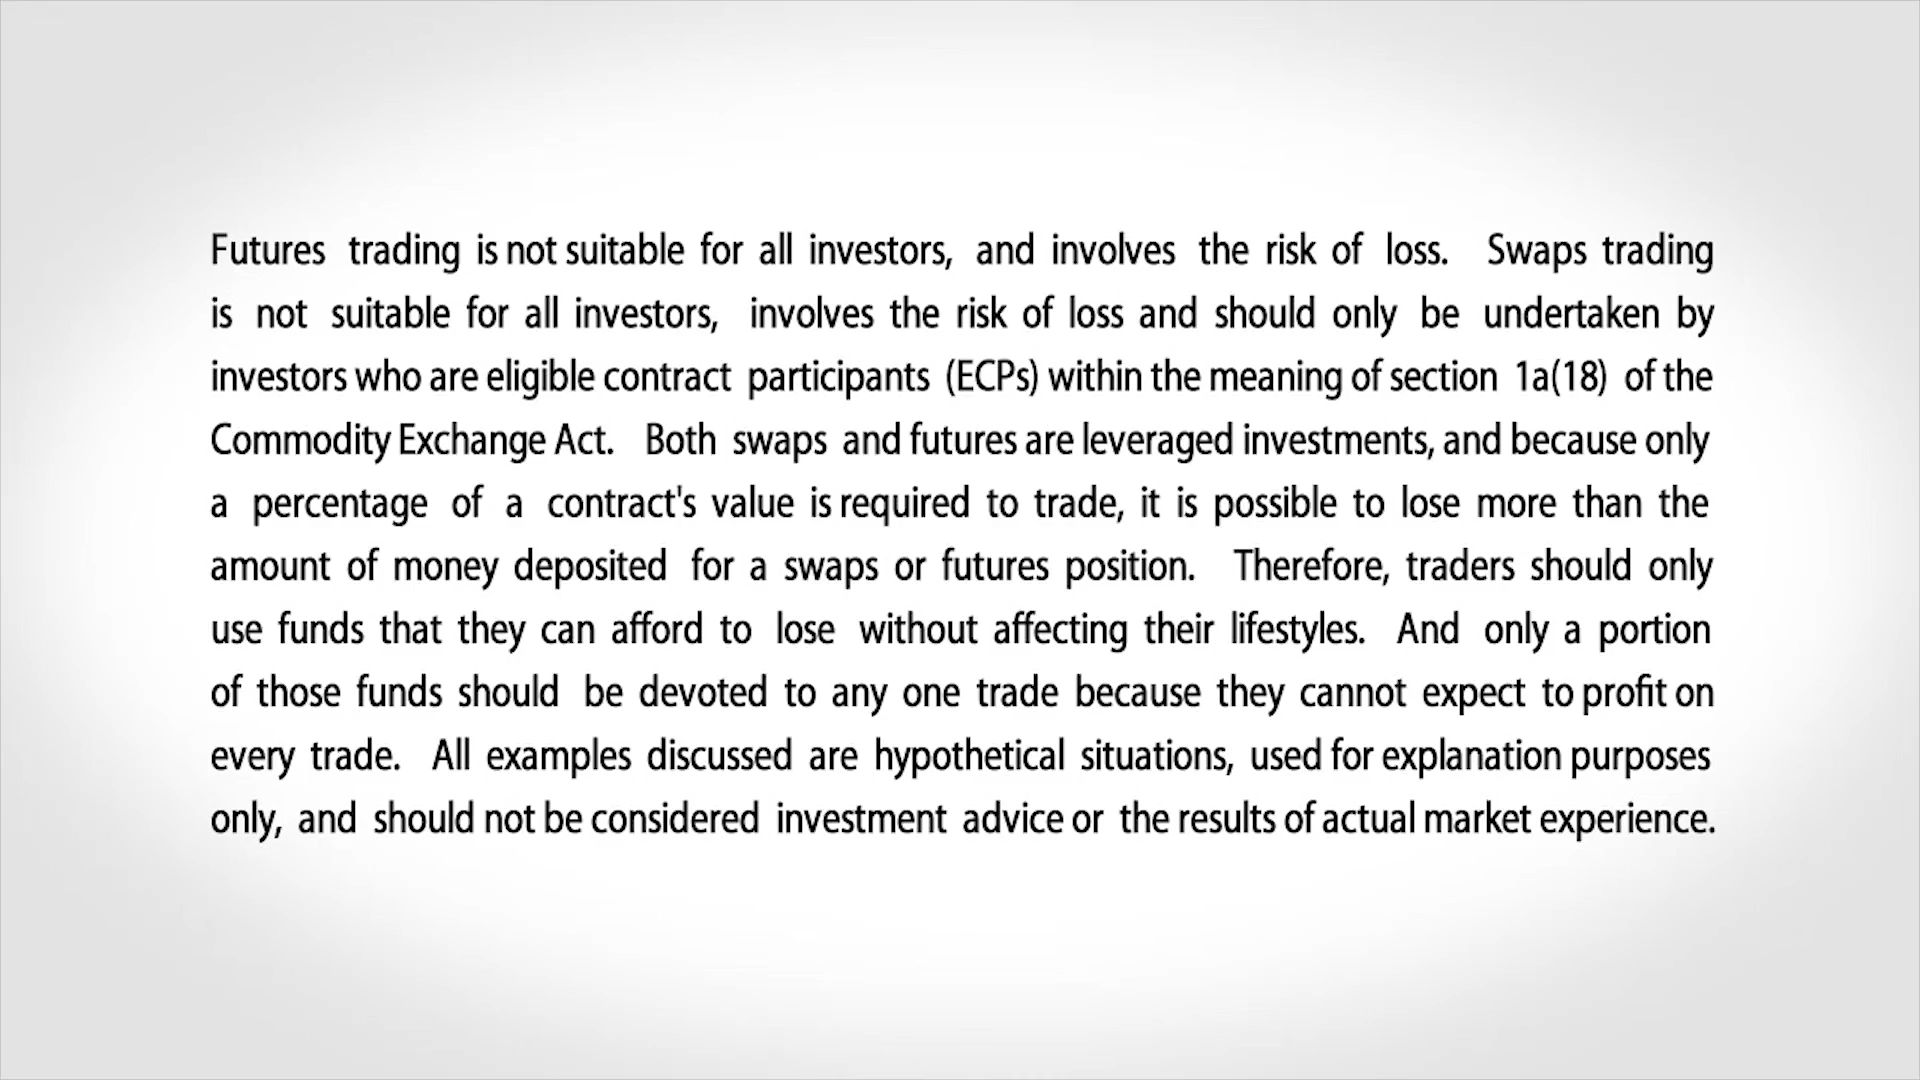 Futures trading is not suitable for all investors, and involves the risk of loss. Swaps trading
is not suitable for all investors, involves the risk of loss and should only be undertaken by
investors who are eligible contract participants (ECPs) within the meaning of section 1a(18) of the
Commodity Exchange Act. Both swaps and futures are leveraged investments, and because only
a percentage of a contract's value is required to trade, it is possible to lose more than the
amount of money deposited for a swaps or futures position. Therefore, traders should only
use funds that they can afford to lose without affecting their lifestyles. And only a portion
of those funds should be devoted to any one trade because they cannot expect to profit on
every trade. All examples discussed are hypothetical situations, used for explanation purposes
only, and should not be considered investment advice or the results of actual market experience.